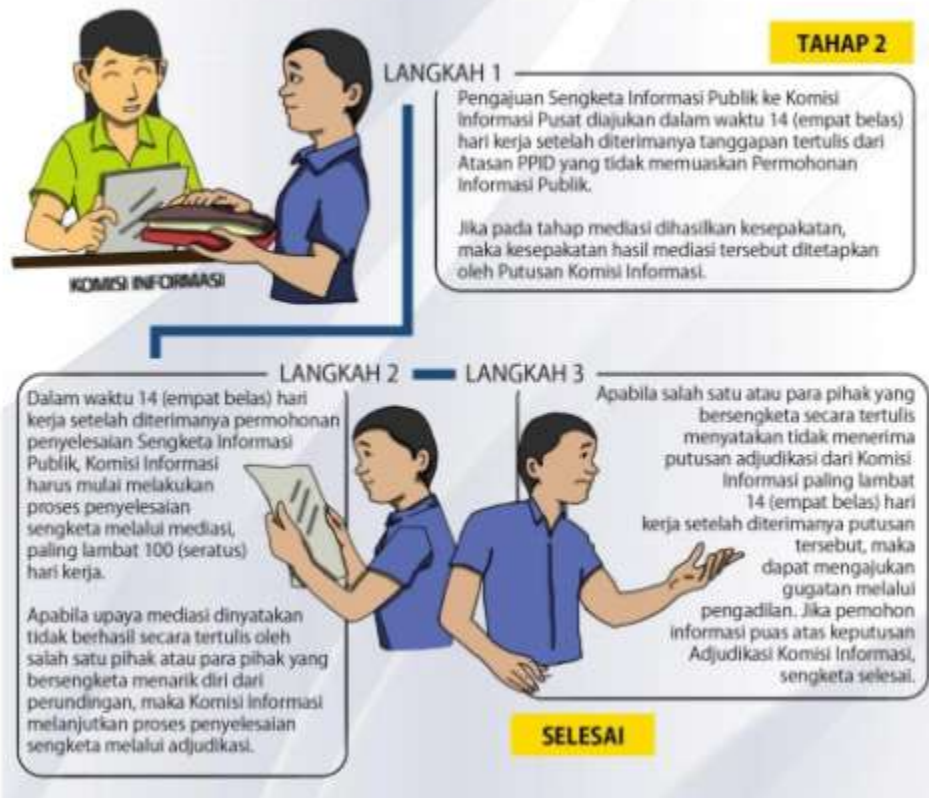 TAHAP 2
LANGKAH 1
Pengajuan Sengketa Informasi Publik ke Komisi
Informasi Pusat diajukan dalam waktu 14 (empat belas)
hari kerja setelah diterimanya tanggapan tertulis dari
Atasan PPID yang tidak memuaskan Permohonan
Informasi Publik.
Jika pada tahap mediasi dihasilkan kesepakatan,
maka kesepakatan hasil mediasi tersebut ditetapkan
oleh Putusan Komisi Informasi.
KOMISI INFORMASI
LANGKAH 2
Dalam waktu 14 (empat belas) hari
kerja setelah diterimanya permohonan
penyelesaian Sengketa Informasi
Publik, Komisi Informasi
harus mulai melakukan
proses penyelesaian
sengketa melalui mediasi,
paling lambat 100 (seratus)
hari kerja.
Apabila upaya mediasi dinyatakan
tidak berhasil secara tertulis oleh
salah satu pihak atau para pihak yang
bersengketa menarik diri dari
perundingan, maka Komisi Informasi
melanjutkan proses penyelesaian
sengketa melalui adjudikasi.
LANGKAH 3
Apabila salah satu atau para pihak yang
bersengketa secara tertulis
menyatakan tidak menerima
putusan adjudikasi dari Komisi
Informasi paling lambat
14 (empat belas) hari
kerja setelah diterimanya putusan
tersebut, maka
dapat mengajukan
gugatan melalui
pengadilan. Jika pemohon
informasi puas atas keputusan
Adjudikasi Komisi Informasi,
sengketa selesai.
SELESAI